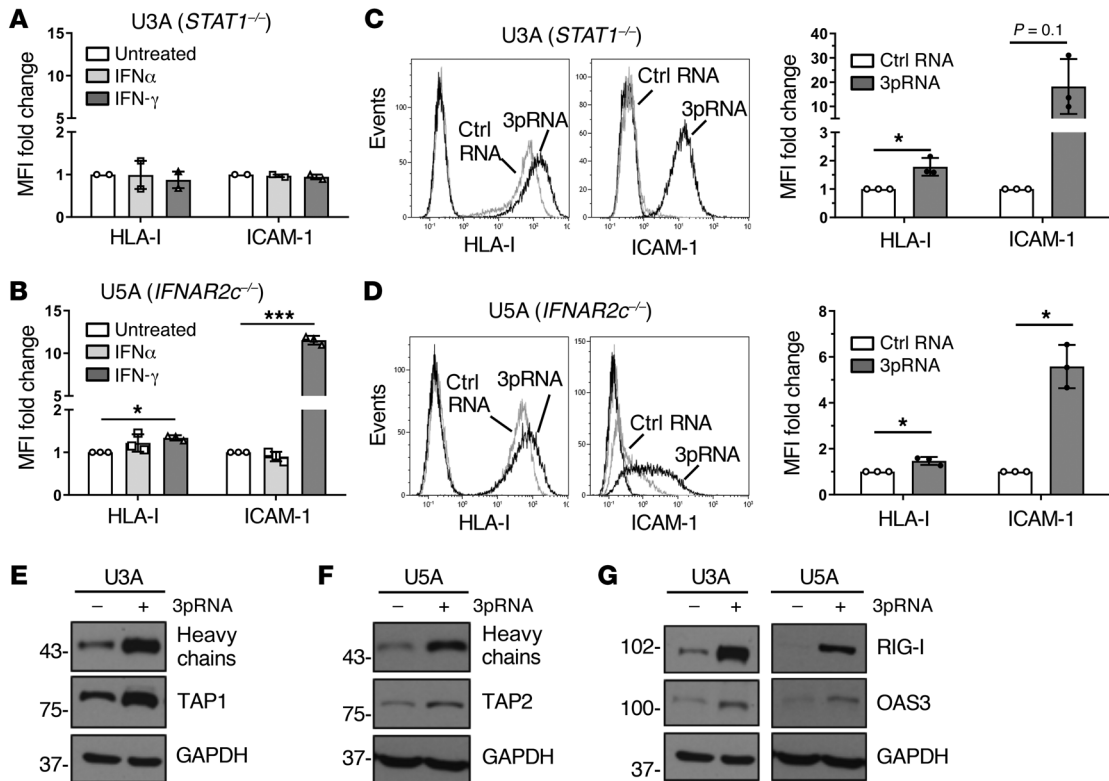 A
U3A (STAT1–/–)
MFI fold change
15
10
5
2
1
0
Untreated
IFNα
IFN-γ
HLA-I
ICAM-1
B
U5A (IFNAR2c–/–)
MFI fold change
15
10
5
2
1
0
Untreated
IFNα
IFN-γ
*
***
HLA-I
ICAM-1
C
U3A (STAT1–/–)
Events
100
50
0
Ctrl
RNA
3pRNA
HLA-I
Ctrl RNA
3pRNA
ICAM-1
MFI fold change
40
30
20
10
3
2
1
0
Ctrl RNA
3pRNA
P = 0.1
*
HLA-I
ICAM-1
D
U5A (IFNAR2c–/–)
Events
100
50
0
Ctrl
RNA
3pRNA
HLA-I
Ctrl RNA
3pRNA
ICAM-1
MFI fold change
8
6
4
2
0
Ctrl RNA
3pRNA
*
*
HLA-I
ICAM-1
E
U3A
– + 3pRNA
43- Heavy
chains
75- TAP1
37- GAPDH
F
U5A
– + 3pRNA
43- Heavy
chains
75- TAP2
37- GAPDH
G
U3A U5A
– + – + 3pRNA
102- RIG-I
100- OAS3
37- GAPDH